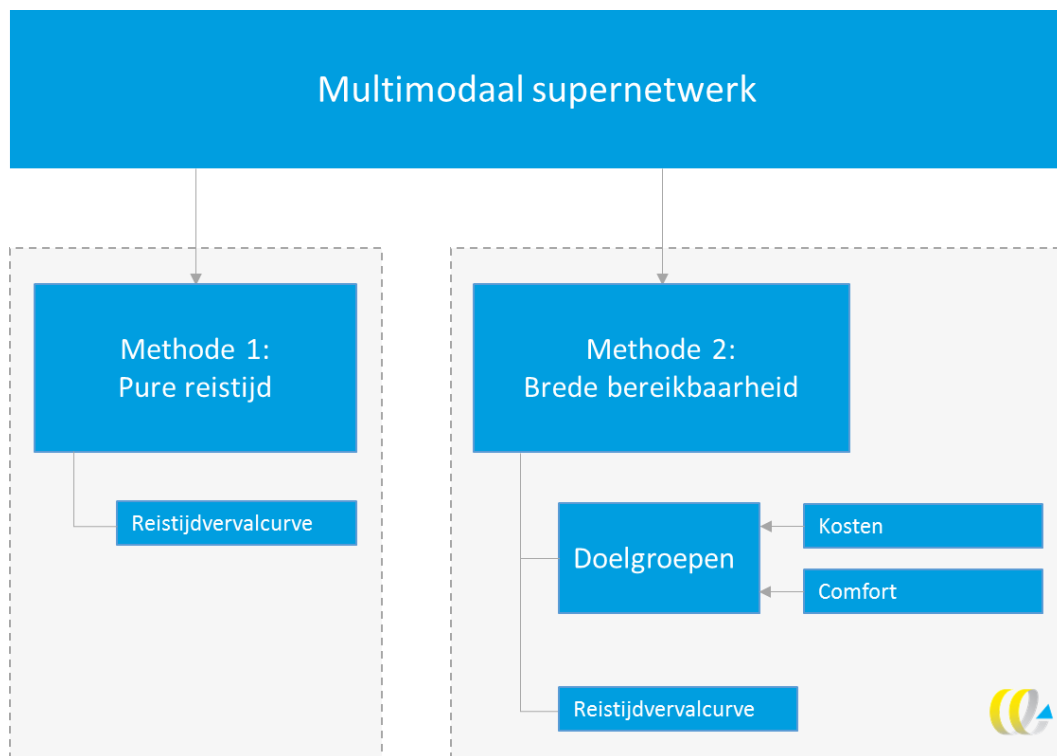 Multimodaal supernetwerk
Methode 1:
Pure reistijd
Reistijdvervalcurve
Methode 2:
Brede bereikbaarheid
Doelgroepen
Kosten
Comfort
Reistijdvervalcurve